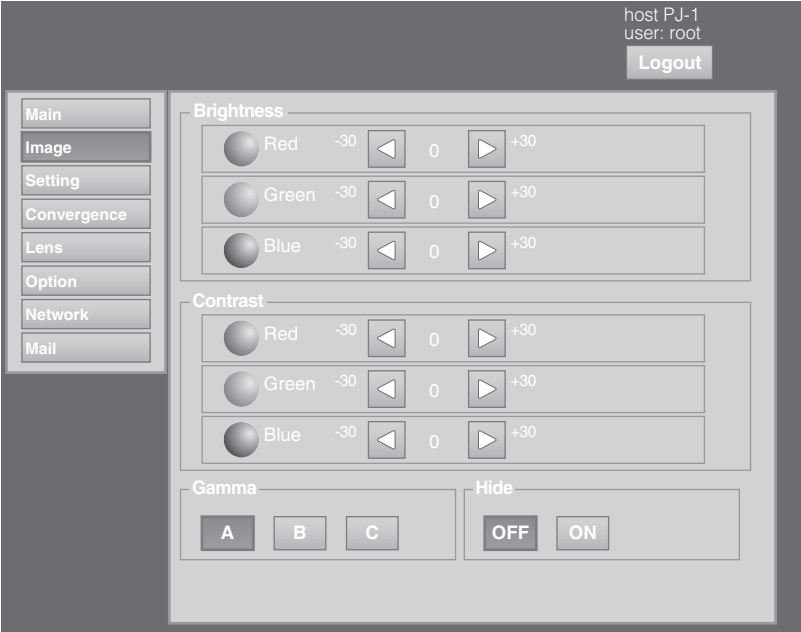 host PJ-1
user: root
Logout
Main
Image
Setting
Convergence
Lens
Option
Network
Mail
Brightness
Red -30 0 +30
Green -30 0 +30
Blue -30 0 +30
Contrast
Red -30 0 +30
Green -30 0 +30
Blue -30 0 +30
Gamma
A B C
Hide
OFF ON